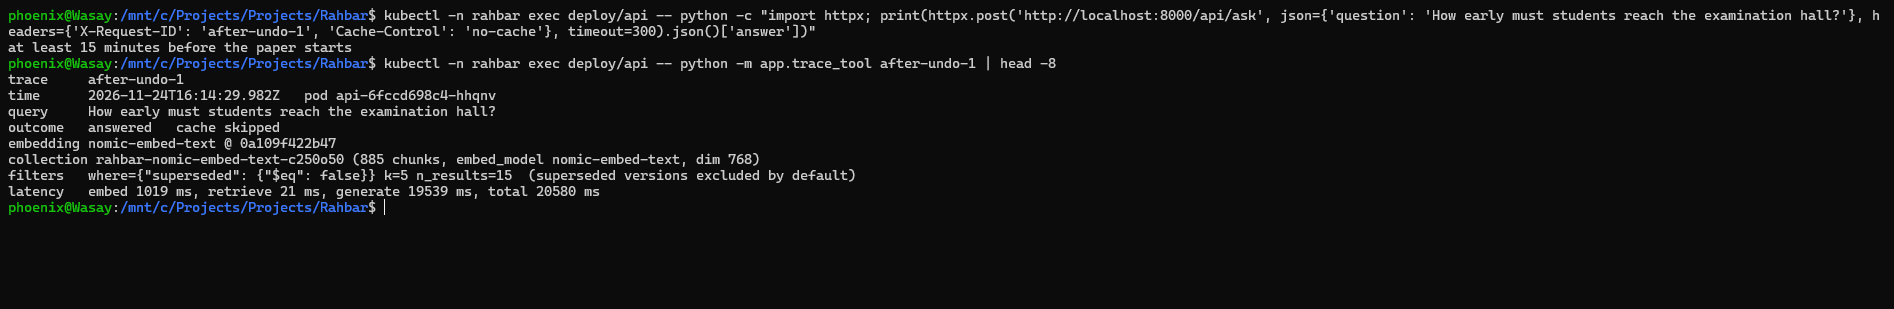 phoenix@Wasay:/mnt/c/Projects/Projects/Rahbar$ kubectl -n rahbar exec deploy/api -- python -c "import httpx; print(httpx.post('http://localhost:8000/api/ask', json={'question': 'How early must students reach the examination hall?'}, h
eaders={'X-Request-ID': 'after-undo-1', 'Cache-Control': 'no-cache'}, timeout=300).json()['answer'])"
at least 15 minutes before the paper starts
phoenix@Wasay:/mnt/c/Projects/Projects/Rahbar$ kubectl -n rahbar exec deploy/api -- python -m app.trace_tool after-undo-1 | head -8
trace     after-undo-1
time      2026-11-24T16:14:29.982Z   pod api-6fccd698c4-hhqnv
query     How early must students reach the examination hall?
outcome   answered   cache skipped
embedding nomic-embed-text @ 0a109f422b47
collection rahbar-nomic-embed-text-c250o50 (885 chunks, embed_model nomic-embed-text, dim 768)
filters   where={"superseded": {"$eq": false}} k=5 n_results=15  (superseded versions excluded by default)
latency   embed 1019 ms, retrieve 21 ms, generate 19539 ms, total 20580 ms
phoenix@Wasay:/mnt/c/Projects/Projects/Rahbar$